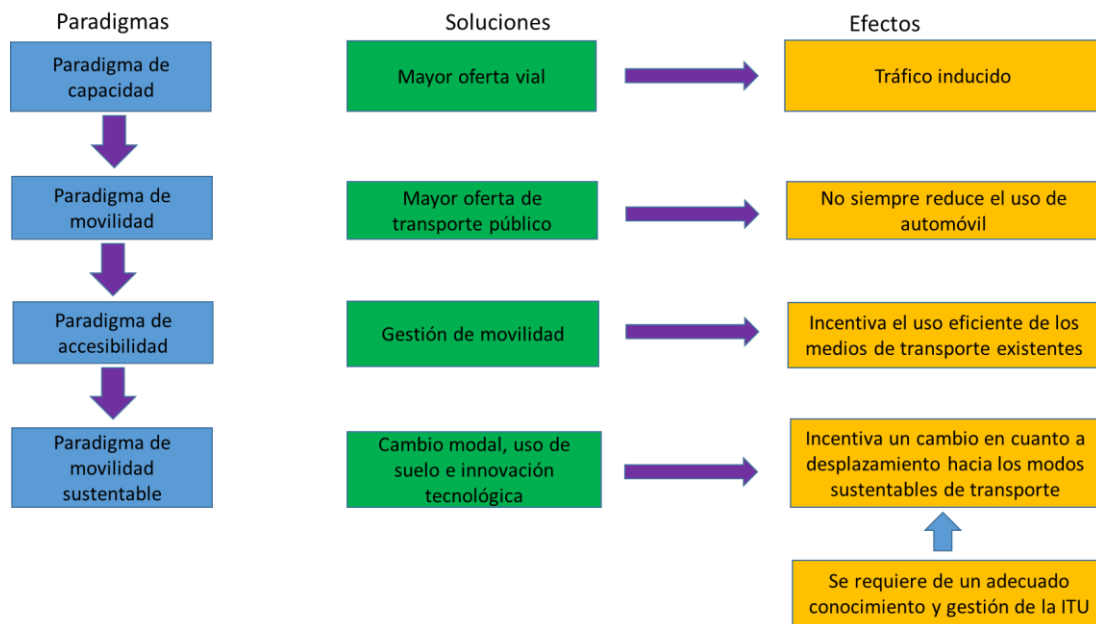 Paradigmas
Soluciones
Efectos
Paradigma de
capacidad
Mayor oferta vial
Tráfico inducido
Paradigma de
movilidad
Mayor oferta de
transporte público
No siempre reduce el uso de
automóvil
Paradigma de
accesibilidad
Gestión de movilidad
Incentiva el uso eficiente de los
medios de transporte existentes
Paradigma de
movilidad
sustentable
Cambio modal, uso de
suelo e innovación
tecnológica
Incentiva un cambio en cuanto a
desplazamiento hacia los modos
sustentables de transporte
Se requiere de un adecuado
conocimiento y gestión de la ITU